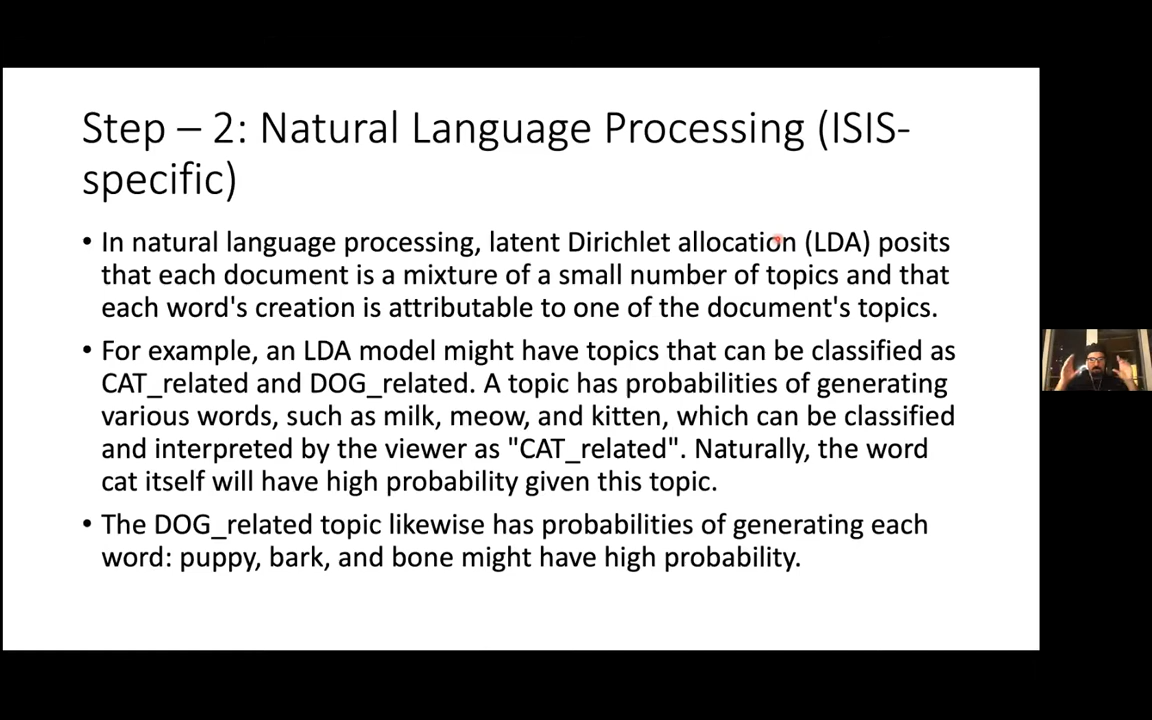 Step – 2: Natural Language Processing (ISIS-
specific)
• In natural language processing, latent Dirichlet allocation (LDA) posits
that each document is a mixture of a small number of topics and that
each word's creation is attributable to one of the document's topics.
• For example, an LDA model might have topics that can be classified as
CAT_related and DOG_related. A topic has probabilities of generating
various words, such as milk, meow, and kitten, which can be classified
and interpreted by the viewer as "CAT_related". Naturally, the word
cat itself will have high probability given this topic.
• The DOG_related topic likewise has probabilities of generating each
word: puppy, bark, and bone might have high probability.